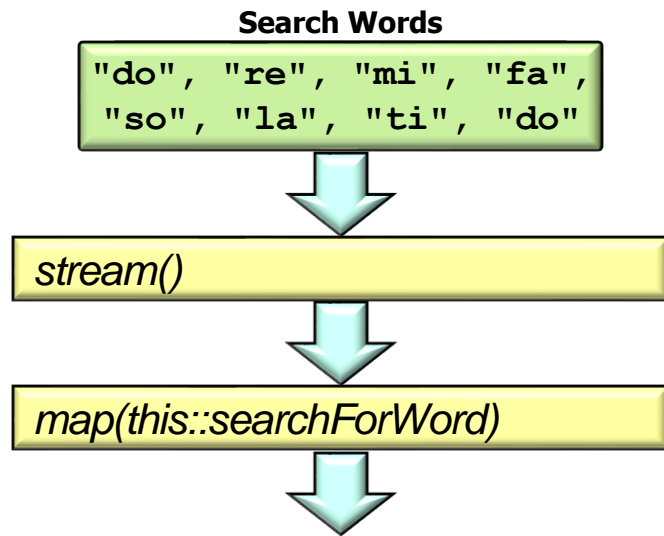 Search Words
"do", "re", "mi", "fa",
"so", "la", "ti", "do"
stream()
map(this::searchForWord)